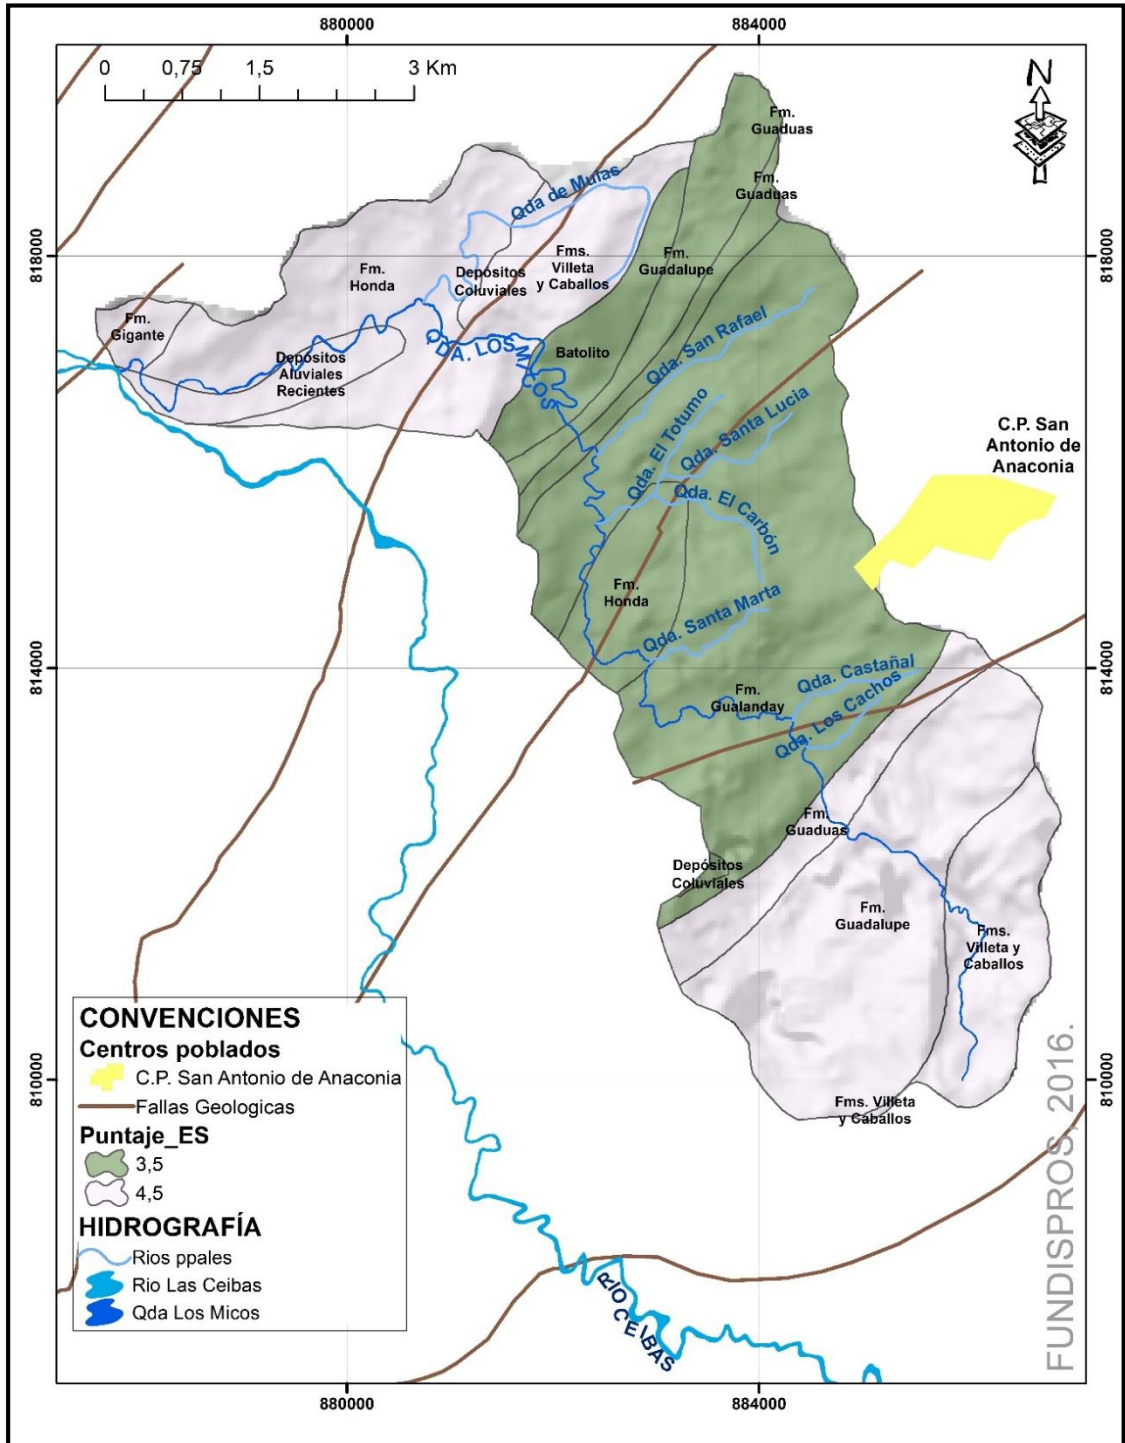 880000
884000
0
0,75
1,5
3 Km
N
Fm.
Guaduas
Fm.
Guaduas
Qda de Mulas
818000
818000
Fm.
Honda
Depósitos
Coluviales
Fms.
Villeta
y Caballos
Fm.
Guadalupe
Fm.
Gigante
QDA. LOS MICOS
Batolito
Qda. San Rafael
Depósitos
Aluviales
Recientes
Qda. El Totumo
Qda. Santa Lucia
C.P. San
Antonio de
Anaconia
Qda. El Carbón
Fm.
Honda
Qda. Santa Marta
814000
814000
Qda. Castañal
Fm.
Gualanday
Qda. Los Cachos
Fm.
Guaduas
Depósitos
Coluviales
Fm.
Guadalupe
Fms.
Villeta y
Caballos
810000
810000
Fms. Villeta
y Caballos
CONVENCIONES
Centros poblados
C.P. San Antonio de Anaconia
Fallas Geologicas
Puntaje_ES
3,5
4,5
HIDROGRAFÍA
Rios ppales
Rio Las Ceibas
Qda Los Micos
RIO CEIBAS
FUNDISPROS, 2016.
880000
884000